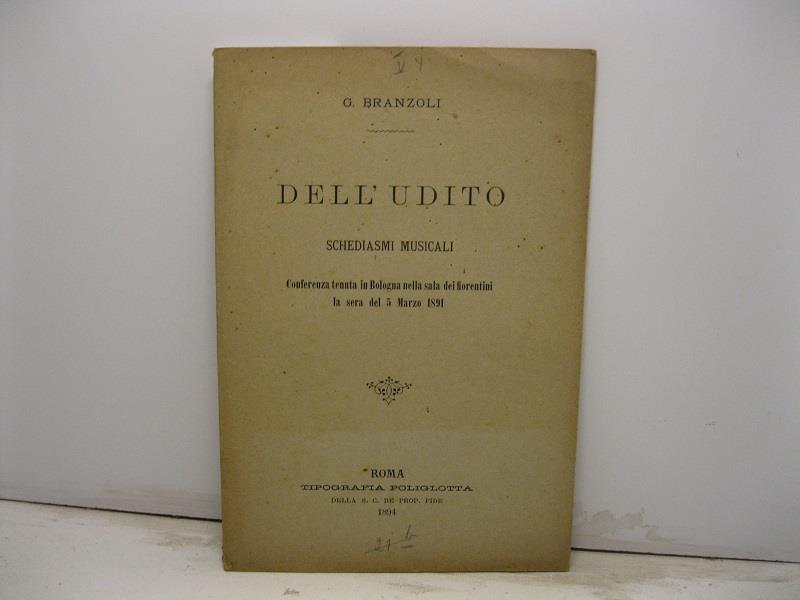 V 4
G. BRANZOLI
DELL'UDITO
SCHEDIASMI MUSICALI
Conferenza tenuta in Bologna nella sala dei fiorentini
la sera del 5 Marzo 1891
ROMA
TIPOGRAFIA POLIGLOTTA
DELLA S. C. DE PROP. FIDE
1894